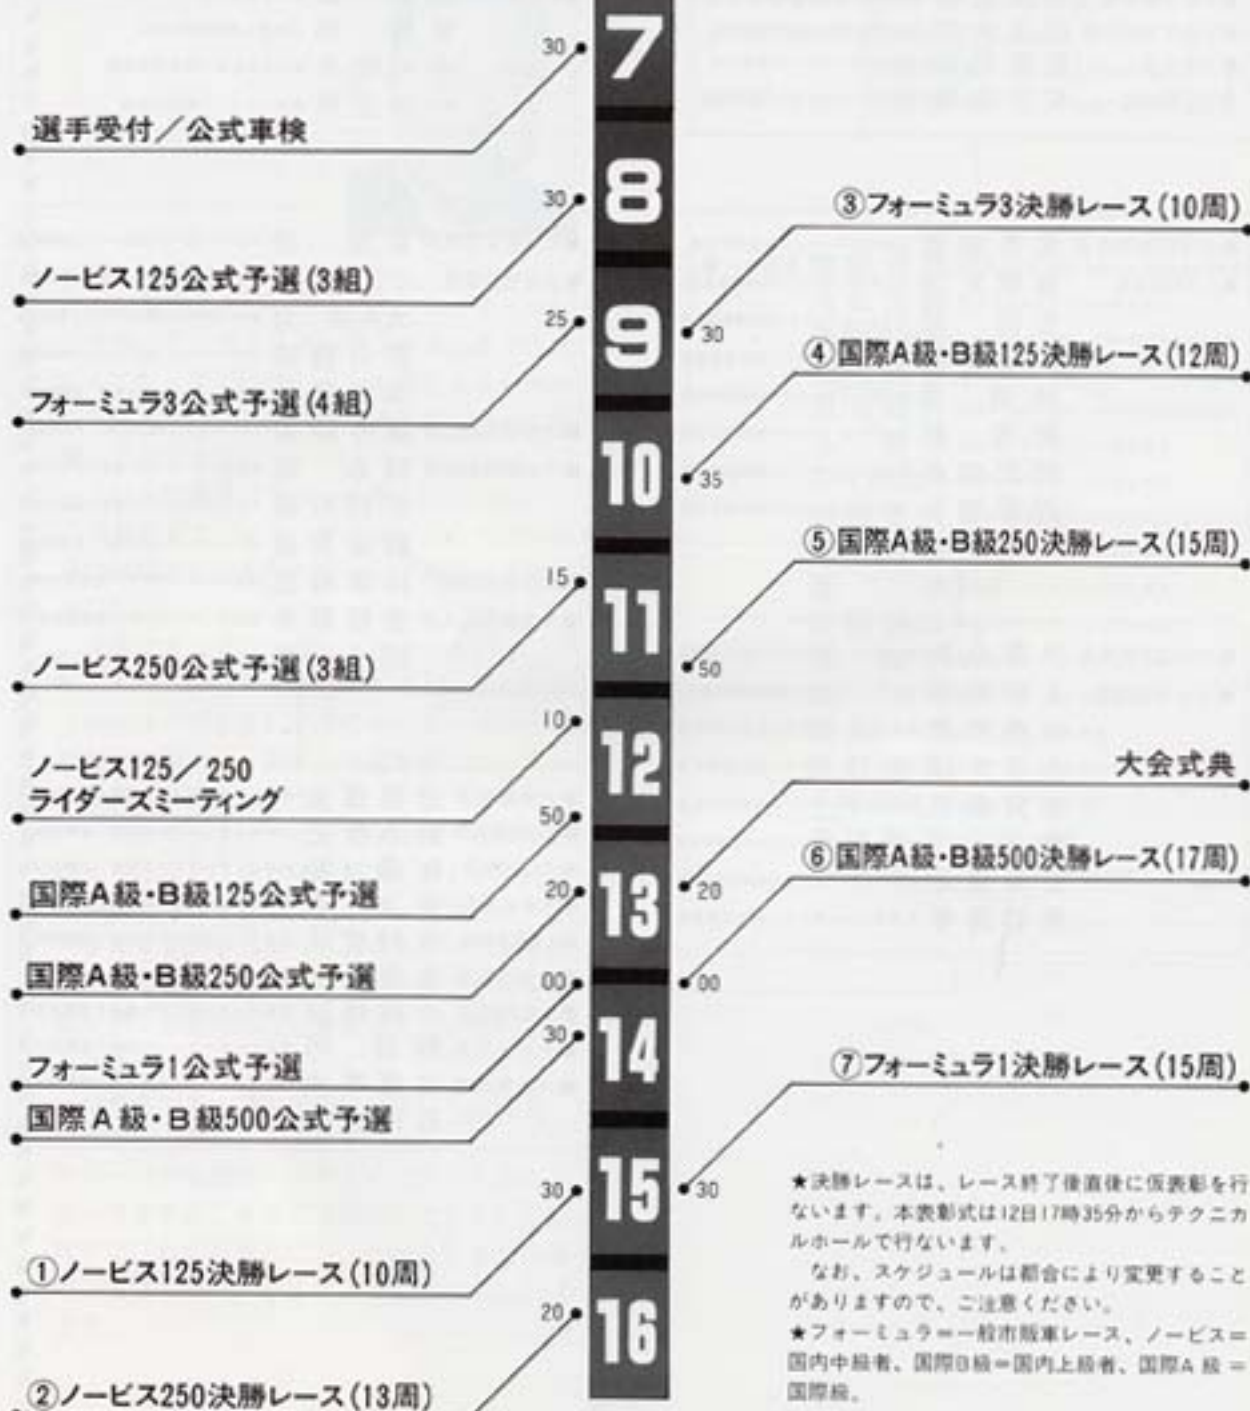 7
30
選手受付／公式車検
8
30
ノービス125公式予選(3組)
9
25
フォーミュラ3公式予選(4組)
10
11
15
ノービス250公式予選(3組)
12
10
ノービス125／250
ライダーズミーティング
50
国際A級・B級125公式予選
13
20
国際A級・B級250公式予選
00
フォーミュラ1公式予選
14
30
国際A級・B級500公式予選
15
30
①ノービス125決勝レース(10周)
16
20
②ノービス250決勝レース(13周)
③フォーミュラ3決勝レース(10周)
30
④国際A級・B級125決勝レース(12周)
35
⑤国際A級・B級250決勝レース(15周)
50
大会式典
20
⑥国際A級・B級500決勝レース(17周)
00
⑦フォーミュラ1決勝レース(15周)
30
★決勝レースは、レース終了後直後に仮表彰を行
ないます。本表彰式は12日17時35分からテクニカ
ルホールで行ないます。
なお、スケジュールは都合により変更すること
がありますので、ご注意ください。
★フォーミュラ＝一般市販車レース、ノービス＝
国内中級者、国際B級＝国内上級者、国際A級＝
国際級。